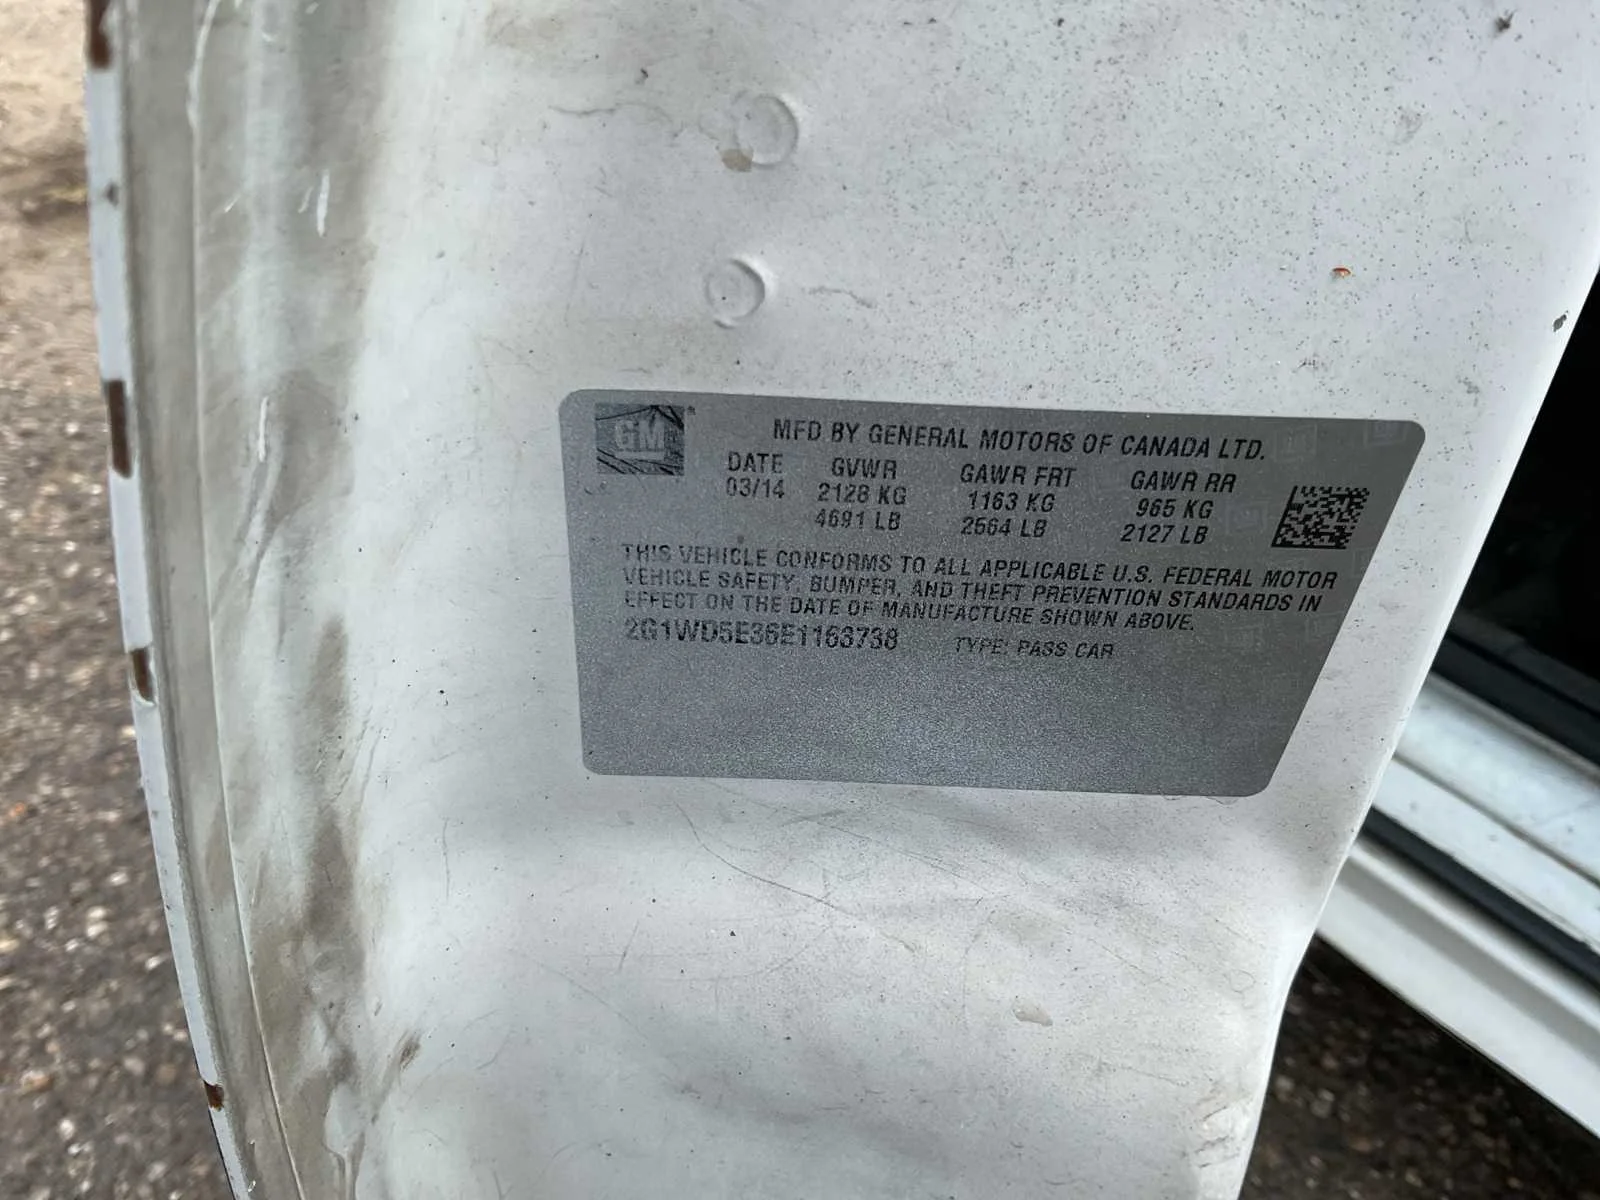 GM
MFD BY GENERAL MOTORS OF CANADA LTD.
DATE GVWR GAWR FRT GAWR RR
03/14 2128 KG 1163 KG 965 KG
4691 LB 2564 LB 2127 LB
THIS VEHICLE CONFORMS TO ALL APPLICABLE U.S. FEDERAL MOTOR
VEHICLE SAFETY, BUMPER, AND THEFT PREVENTION STANDARDS IN
EFFECT ON THE DATE OF MANUFACTURE SHOWN ABOVE.
2G1WD5E36E1163738 TYPE: PASS CAR